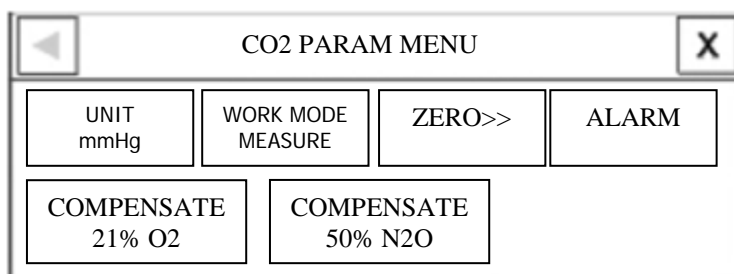 CO2 PARAM MENU
X
UNIT
mmHg
WORK MODE
MEASURE
ZERO>>
ALARM
COMPENSATE
21% O2
COMPENSATE
50% N2O